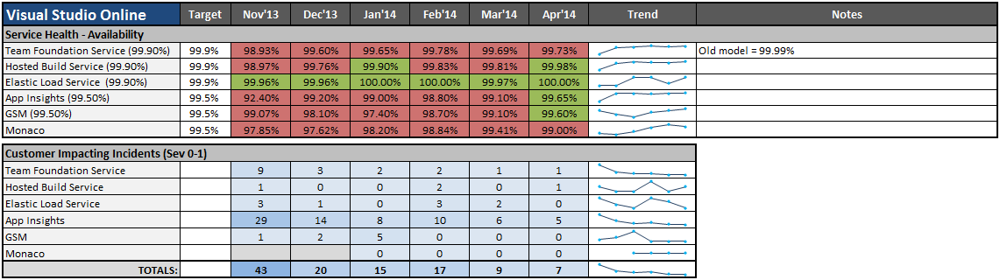 Visual Studio Online Target Nov'13 Dec'13 Jan'14 Feb'14 Mar'14 Apr'14 Trend Notes
Service Health - Availability
Team Foundation Service (99.90%) 99.9% 98.93% 99.60% 99.65% 99.78% 99.69% 99.73% Old model = 99.99%
Hosted Build Service (99.90%) 99.9% 98.97% 99.76% 99.90% 99.83% 99.81% 99.98%
Elastic Load Service (99.90%) 99.9% 99.96% 99.96% 100.00% 100.00% 99.97% 100.00%
App Insights (99.50%) 99.5% 92.40% 99.20% 99.00% 98.80% 99.10% 99.65%
GSM (99.50%) 99.5% 99.07% 98.10% 97.40% 98.70% 99.10% 99.60%
Monaco 99.5% 97.85% 97.62% 98.20% 98.84% 99.41% 99.00%
Customer Impacting Incidents (Sev 0-1)
Team Foundation Service 9 3 2 2 1 1
Hosted Build Service 1 0 0 2 0 1
Elastic Load Service 3 1 0 3 2 0
App Insights 29 14 8 10 6 5
GSM 1 2 5 0 0 0
Monaco 0 0 0 0
TOTALS: 43 20 15 17 9 7